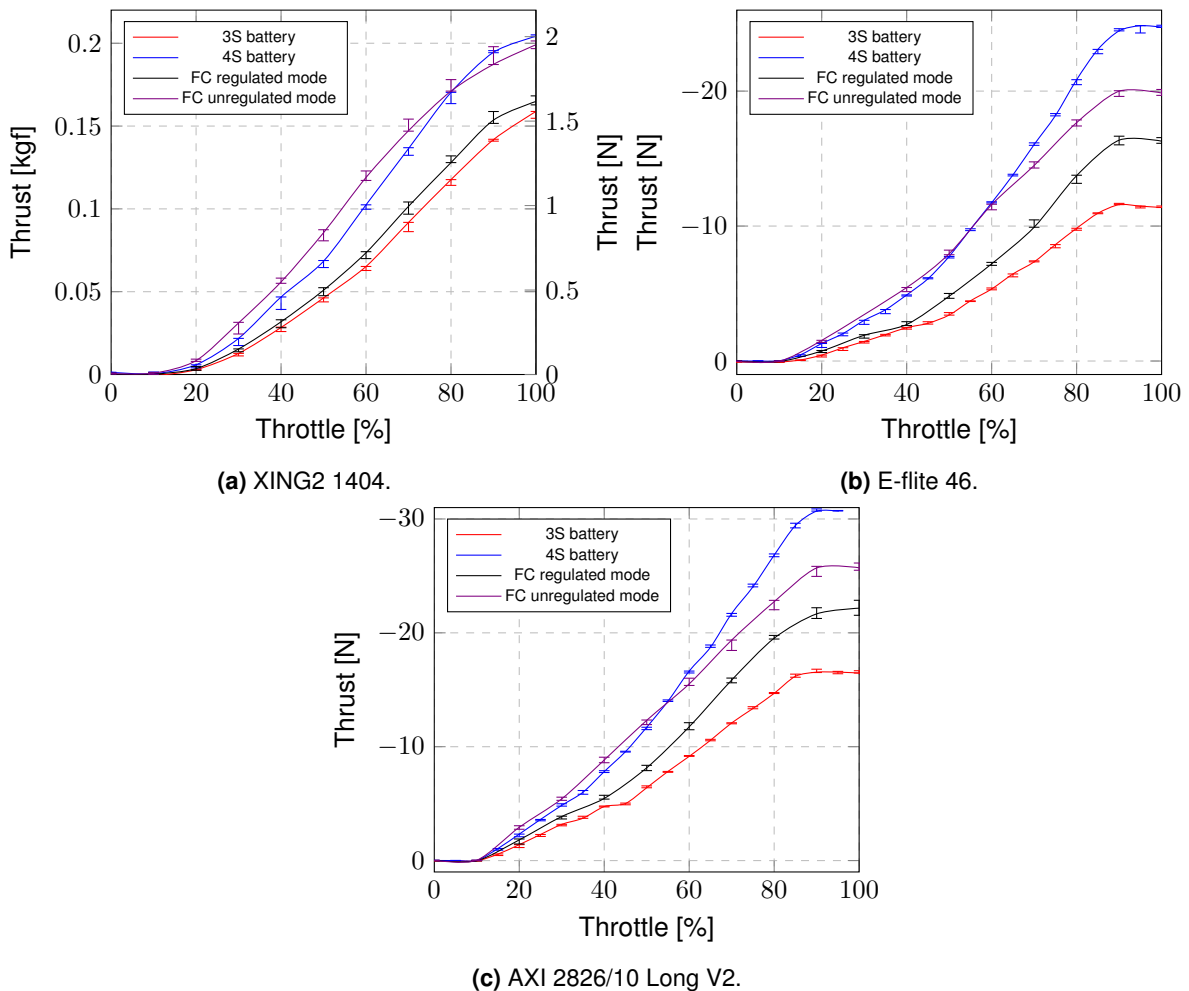 3S battery
4S battery
FC regulated mode
FC unregulated mode
0.2
0.15
0.1
0.05
0
2
1.5
1
0.5
0
0 20 40 60 80 100
Thrust [kgf]
Thrust [N]
Throttle [%]
(a) XING2 1404.
3S battery
4S battery
FC regulated mode
FC unregulated mode
−20
−10
0
0 20 40 60 80 100
Thrust [N]
Throttle [%]
(b) E-flite 46.
3S battery
4S battery
FC regulated mode
FC unregulated mode
−30
−20
−10
0
0 20 40 60 80 100
Thrust [N]
Throttle [%]
(c) AXI 2826/10 Long V2.